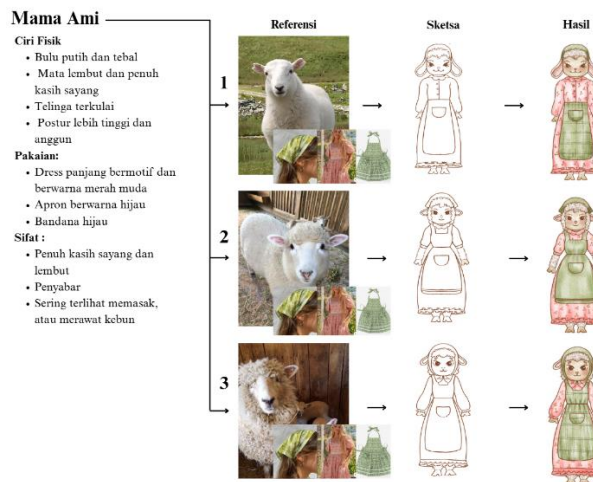 Mama Ami
Ciri Fisik
• Bulu putih dan tebal
• Mata lembut dan penuh
kasih sayang
• Telinga terkulai
• Postur lebih tinggi dan
anggun
Pakaian:
• Dress panjang bermotif dan
berwarna merah muda
• Apron berwarna hijau
• Bandana hijau
Sifat :
• Penuh kasih sayang dan
lembut
• Penyabar
• Sering terlihat memasak,
atau merawat kebun
Referensi
Sketsa
Hasil
1
2
3